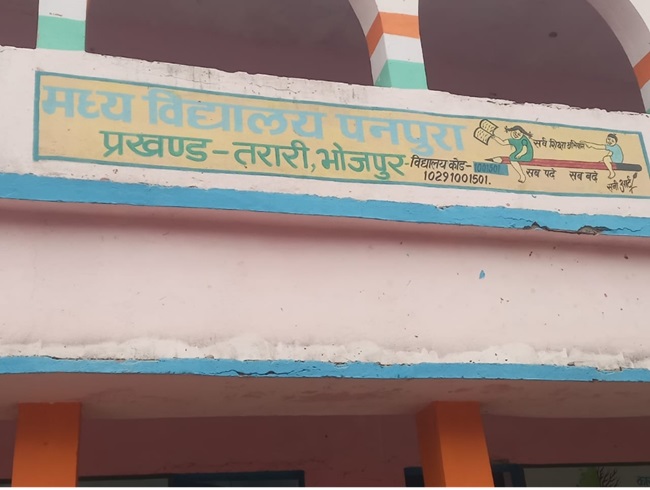 मध्य विद्यालय पनपुरा
प्रखण्ड-तरारी, भोजपुर
विद्यालय कोड-
10291001501.
सर्व शिक्षा अभियान
सब पढे सब बढे